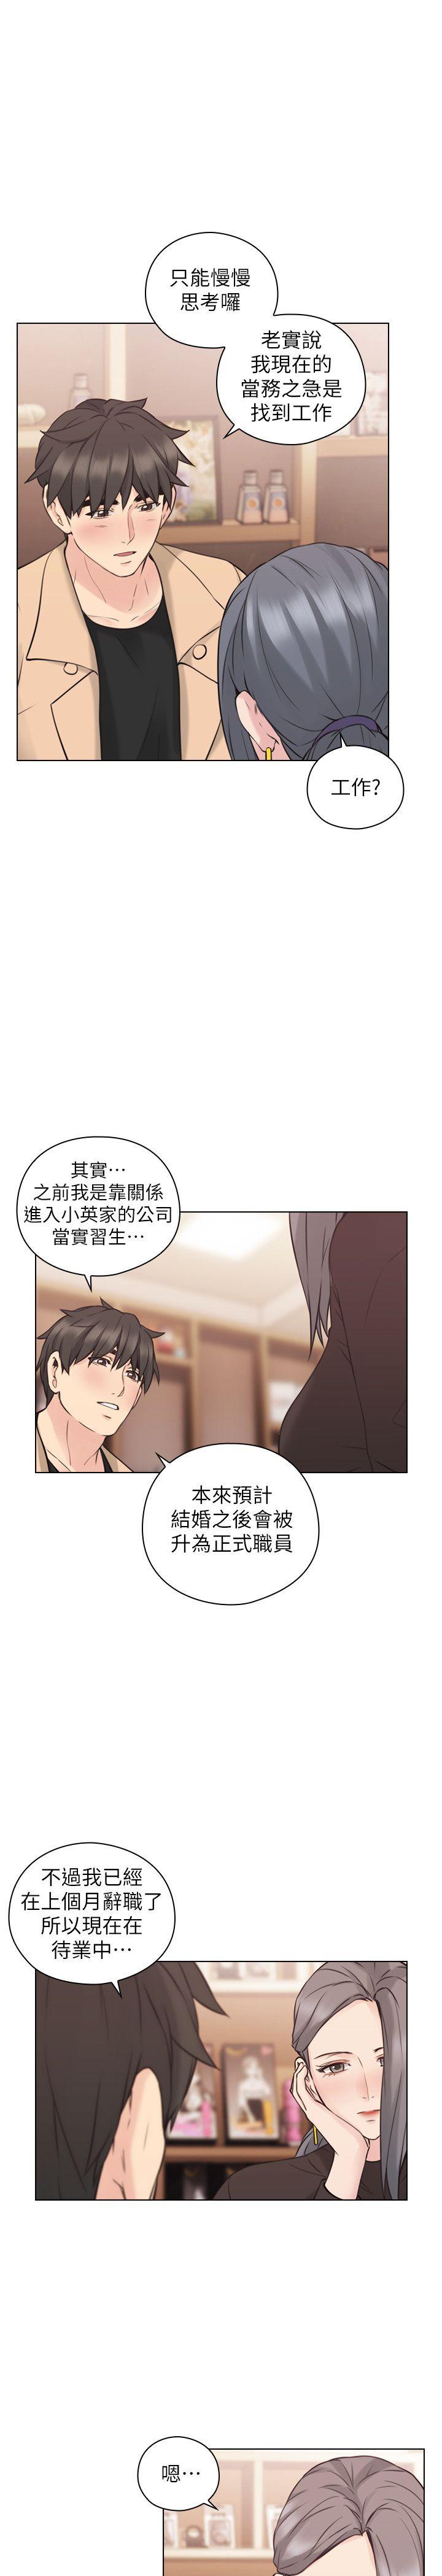 只能慢慢
思考囉
老實說
我現在的
當務之急是
找到工作
工作?
其實⋯
之前我是靠關係
進入小英家的公司
當實習生⋯
本來預計
結婚之後會被
升為正式職員
不過我已經
在上個月辭職了
所以現在在
待業中⋯
嗯⋯